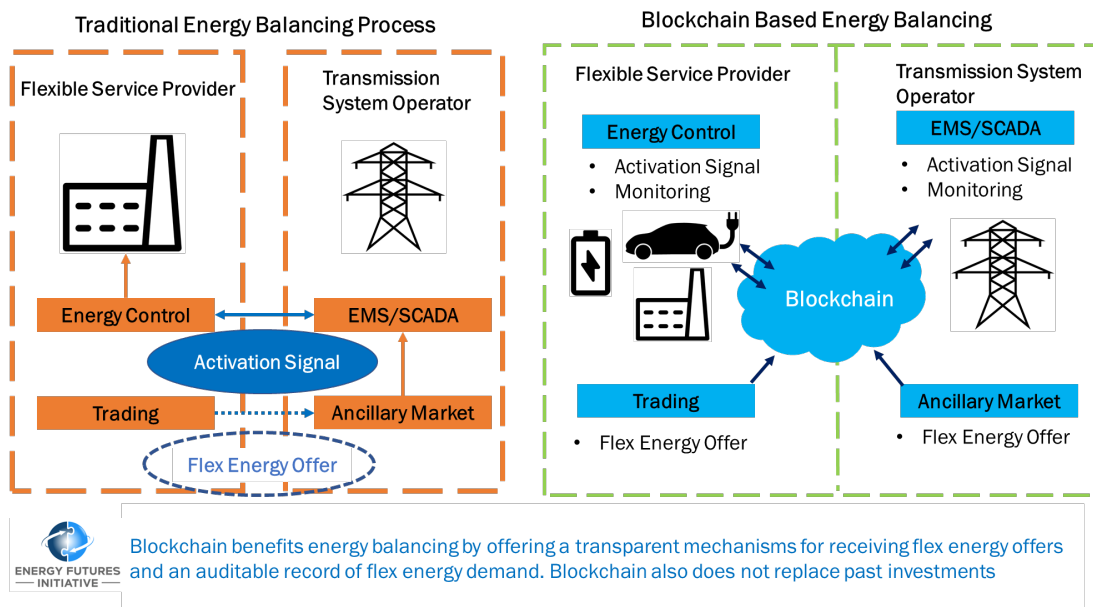 Traditional Energy Balancing Process
Flexible Service Provider
Transmission
System Operator
Energy Control
EMS/SCADA
Activation Signal
Trading
Ancillary Market
Flex Energy Offer
Blockchain Based Energy Balancing
Flexible Service Provider
Transmission System
Operator
Energy Control
• Activation Signal
• Monitoring
EMS/SCADA
• Activation Signal
• Monitoring
Blockchain
Trading
• Flex Energy Offer
Ancillary Market
• Flex Energy Offer
ENERGY FUTURES
INITIATIVE
Blockchain benefits energy balancing by offering a transparent mechanisms for receiving flex energy offers
and an auditable record of flex energy demand. Blockchain also does not replace past investments